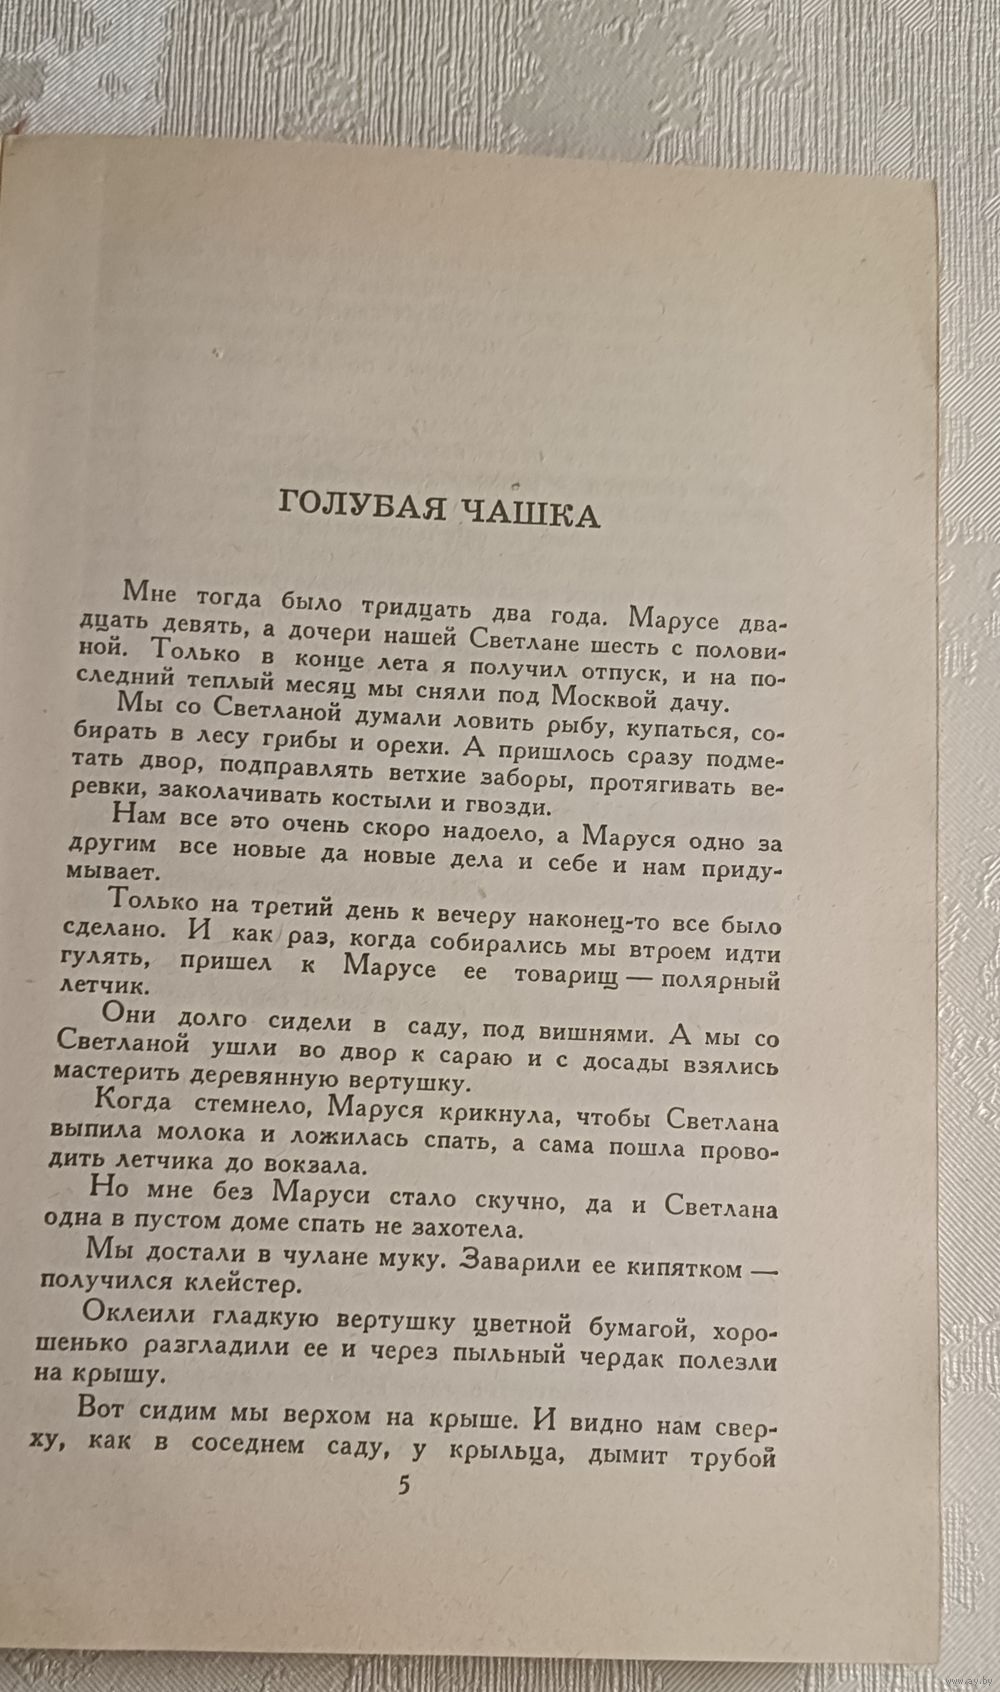 ГОЛУБАЯ ЧАШКА
Мне тогда было тридцать два года. Марусе два-
дцать девять, а дочери нашей Светлане шесть с полови-
ной. Только в конце лета я получил отпуск, и на по-
следний теплый месяц мы сняли под Москвой дачу.
Мы со Светланой думали ловить рыбу, купаться, со-
бирать в лесу грибы и орехи. А пришлось сразу подме-
тать двор, подправлять ветхие заборы, протягивать ве-
ревки, заколачивать костыли и гвозди.
Нам все это очень скоро надоело, а Маруся одно за
другим все новые да новые дела и себе и нам приду-
мывает.
Только на третий день к вечеру наконец-то все было
сделано. И как раз, когда собирались мы втроем идти
гулять, пришел к Марусе ее товарищ — полярный
летчик.
Они долго сидели в саду, под вишнями. А мы со
Светланой ушли во двор к сараю и с досады взялись
мастерить деревянную вертушку.
Когда стемнело, Маруся крикнула, чтобы Светлана
выпила молока и ложилась спать, а сама пошла прово-
дить летчика до вокзала.
Но мне без Маруси стало скучно, да и Светлана
одна в пустом доме спать не захотела.
Мы достали в чулане муку. Заварили ее кипятком —
получился клейстер.
Оклеили гладкую вертушку цветной бумагой, хоро-
шенько разгладили ее и через пыльный чердак полезли
на крышу.
Вот сидим мы верхом на крыше. И видно нам свер-
ху, как в соседнем саду, у крыльца, дымит трубой
5
www.ay.by